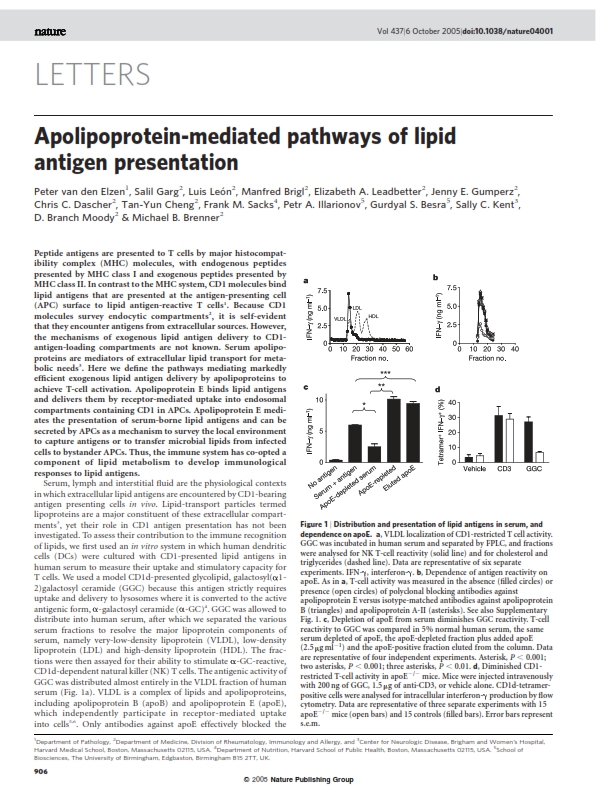 nature
Vol 437|6 October 2005|doi:10.1038/nature04001
LETTERS
Apolipoprotein-mediated pathways of lipid
antigen presentation
Peter van den Elzen1, Salil Garg2, Luis León2, Manfred Brigl2, Elizabeth A. Leadbetter2, Jenny E. Gumperz2,
Chris C. Dascher2, Tan-Yun Cheng2, Frank M. Sacks4, Petr A. Illarionov5, Gurdyal S. Besra5, Sally C. Kent3,
D. Branch Moody2 & Michael B. Brenner2
Peptide antigens are presented to T cells by major histocompat-
ibility complex (MHC) molecules, with endogenous peptides
presented by MHC class I and exogenous peptides presented by
MHC class II. In contrast to the MHC system, CD1 molecules bind
lipid antigens that are presented at the antigen-presenting cell
(APC) surface to lipid antigen-reactive T cells1. Because CD1
molecules survey endocytic compartments2, it is self-evident
that they encounter antigens from extracellular sources. However,
the mechanisms of exogenous lipid antigen delivery to CD1-
antigen-loading compartments are not known. Serum apolipo-
proteins are mediators of extracellular lipid transport for meta-
bolic needs3. Here we define the pathways mediating markedly
efficient exogenous lipid antigen delivery by apolipoproteins to
achieve T-cell activation. Apolipoprotein E binds lipid antigens
and delivers them by receptor-mediated uptake into endosomal
compartments containing CD1 in APCs. Apolipoprotein E medi-
ates the presentation of serum-borne lipid antigens and can be
secreted by APCs as a mechanism to survey the local environment
to capture antigens or to transfer microbial lipids from infected
cells to bystander APCs. Thus, the immune system has co-opted a
component of lipid metabolism to develop immunological
responses to lipid antigens.
Serum, lymph and interstitial fluid are the physiological contexts
in which extracellular lipid antigens are encountered by CD1-bearing
antigen presenting cells in vivo. Lipid-transport particles termed
lipoproteins are a major constituent of these extracellular compart-
ments3, yet their role in CD1 antigen presentation has not been
investigated. To assess their contribution to the immune recognition
of lipids, we first used an in vitro system in which human dendritic
cells (DCs) were cultured with CD1-presented lipid antigens in
human serum to measure their uptake and stimulatory capacity for
T cells. We used a model CD1d-presented glycolipid, galactosyl(α1-
2)galactosyl ceramide (GGC) because this antigen strictly requires
uptake and delivery to lysosomes where it is converted to the active
antigenic form, α-galactosyl ceramide (α-GC)4. GGC was allowed to
distribute into human serum, after which we separated the various
serum fractions to resolve the major lipoprotein components of
serum, namely very-low-density lipoprotein (VLDL), low-density
lipoprotein (LDL) and high-density lipoprotein (HDL). The frac-
tions were then assayed for their ability to stimulate α-GC-reactive,
CD1d-dependent natural killer (NK) T cells. The antigenic activity of
GGC was distributed almost entirely in the VLDL fraction of human
serum (Fig. 1a). VLDL is a complex of lipids and apolipoproteins,
including apolipoprotein B (apoB) and apolipoprotein E (apoE),
which independently participate in receptor-mediated uptake
into cells5,6. Only antibodies against apoE effectively blocked the
a
IFN-γ (ng ml−1)
7.5
5.0
2.5
0
VLDL
LDL
HDL
0 10 20 30 40 50 60
Fraction no.
b
IFN-γ (ng ml−1)
7.5
5.0
2.5
0
0 10 20 30 40
Fraction no.
c
IFN-γ (ng ml−1)
10
5
0
*
**
***
No antigen
Serum + antigen
ApoE-depleted serum
ApoE-repleted
Eluted apoE
d
Tetramer+ IFN-γ+ (%)
40
30
20
10
0
Vehicle CD3 GGC
Figure 1 | Distribution and presentation of lipid antigens in serum, and
dependence on apoE. a, VLDL localization of CD1-restricted T cell activity.
GGC was incubated in human serum and separated by FPLC, and fractions
were analysed for NK T-cell reactivity (solid line) and for cholesterol and
triglycerides (dashed line). Data are representative of six separate
experiments. IFN-γ, interferon-γ. b, Dependence of antigen reactivity on
apoE. As in a, T-cell activity was measured in the absence (filled circles) or
presence (open circles) of polyclonal blocking antibodies against
apolipoprotein E versus isotype-matched antibodies against apolipoprotein
B (triangles) and apolipoprotein A-II (asterisks). See also Supplementary
Fig. 1. c, Depletion of apoE from serum diminishes GGC reactivity. T-cell
reactivity to GGC was compared in 5% normal human serum, the same
serum depleted of apoE, the apoE-depleted fraction plus added apoE
(2.5 μg ml−1) and the apoE-positive fraction eluted from the column. Data
are representative of four independent experiments. Asterisk, P < 0.001;
two asterisks, P < 0.001; three asterisks, P < 0.01. d, Diminished CD1-
restricted T-cell activity in apoE−/− mice. Mice were injected intravenously
with 200 ng of GGC, 1.5 μg of anti-CD3, or vehicle alone. CD1d-tetramer-
positive cells were analysed for intracellular interferon-γ production by flow
cytometry. Data are representative of three separate experiments with 15
apoE−/− mice (open bars) and 15 controls (filled bars). Error bars represent
s.e.m.
1Department of Pathology, 2Department of Medicine, Division of Rheumatology, Immunology and Allergy, and 3Center for Neurologic Disease, Brigham and Women's Hospital,
Harvard Medical School, Boston, Massachusetts 02115, USA. 4Department of Nutrition, Harvard School of Public Health, Boston, Massachusetts 02115, USA. 5School of
Biosciences, The University of Birmingham, Edgbaston, Birmingham B15 2TT, UK.
906
© 2005 Nature Publishing Group